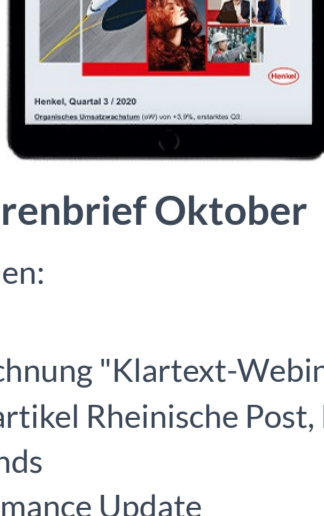 Henkel
Henkel, Quartal 3 / 2020
Organisches Umsatzwachstum (oW) von +3,9%, erstarktes Q3.
renbrief Oktober
en:
chnung "Klartext-Webin
artikel Rheinische Post,
nds
mance Update